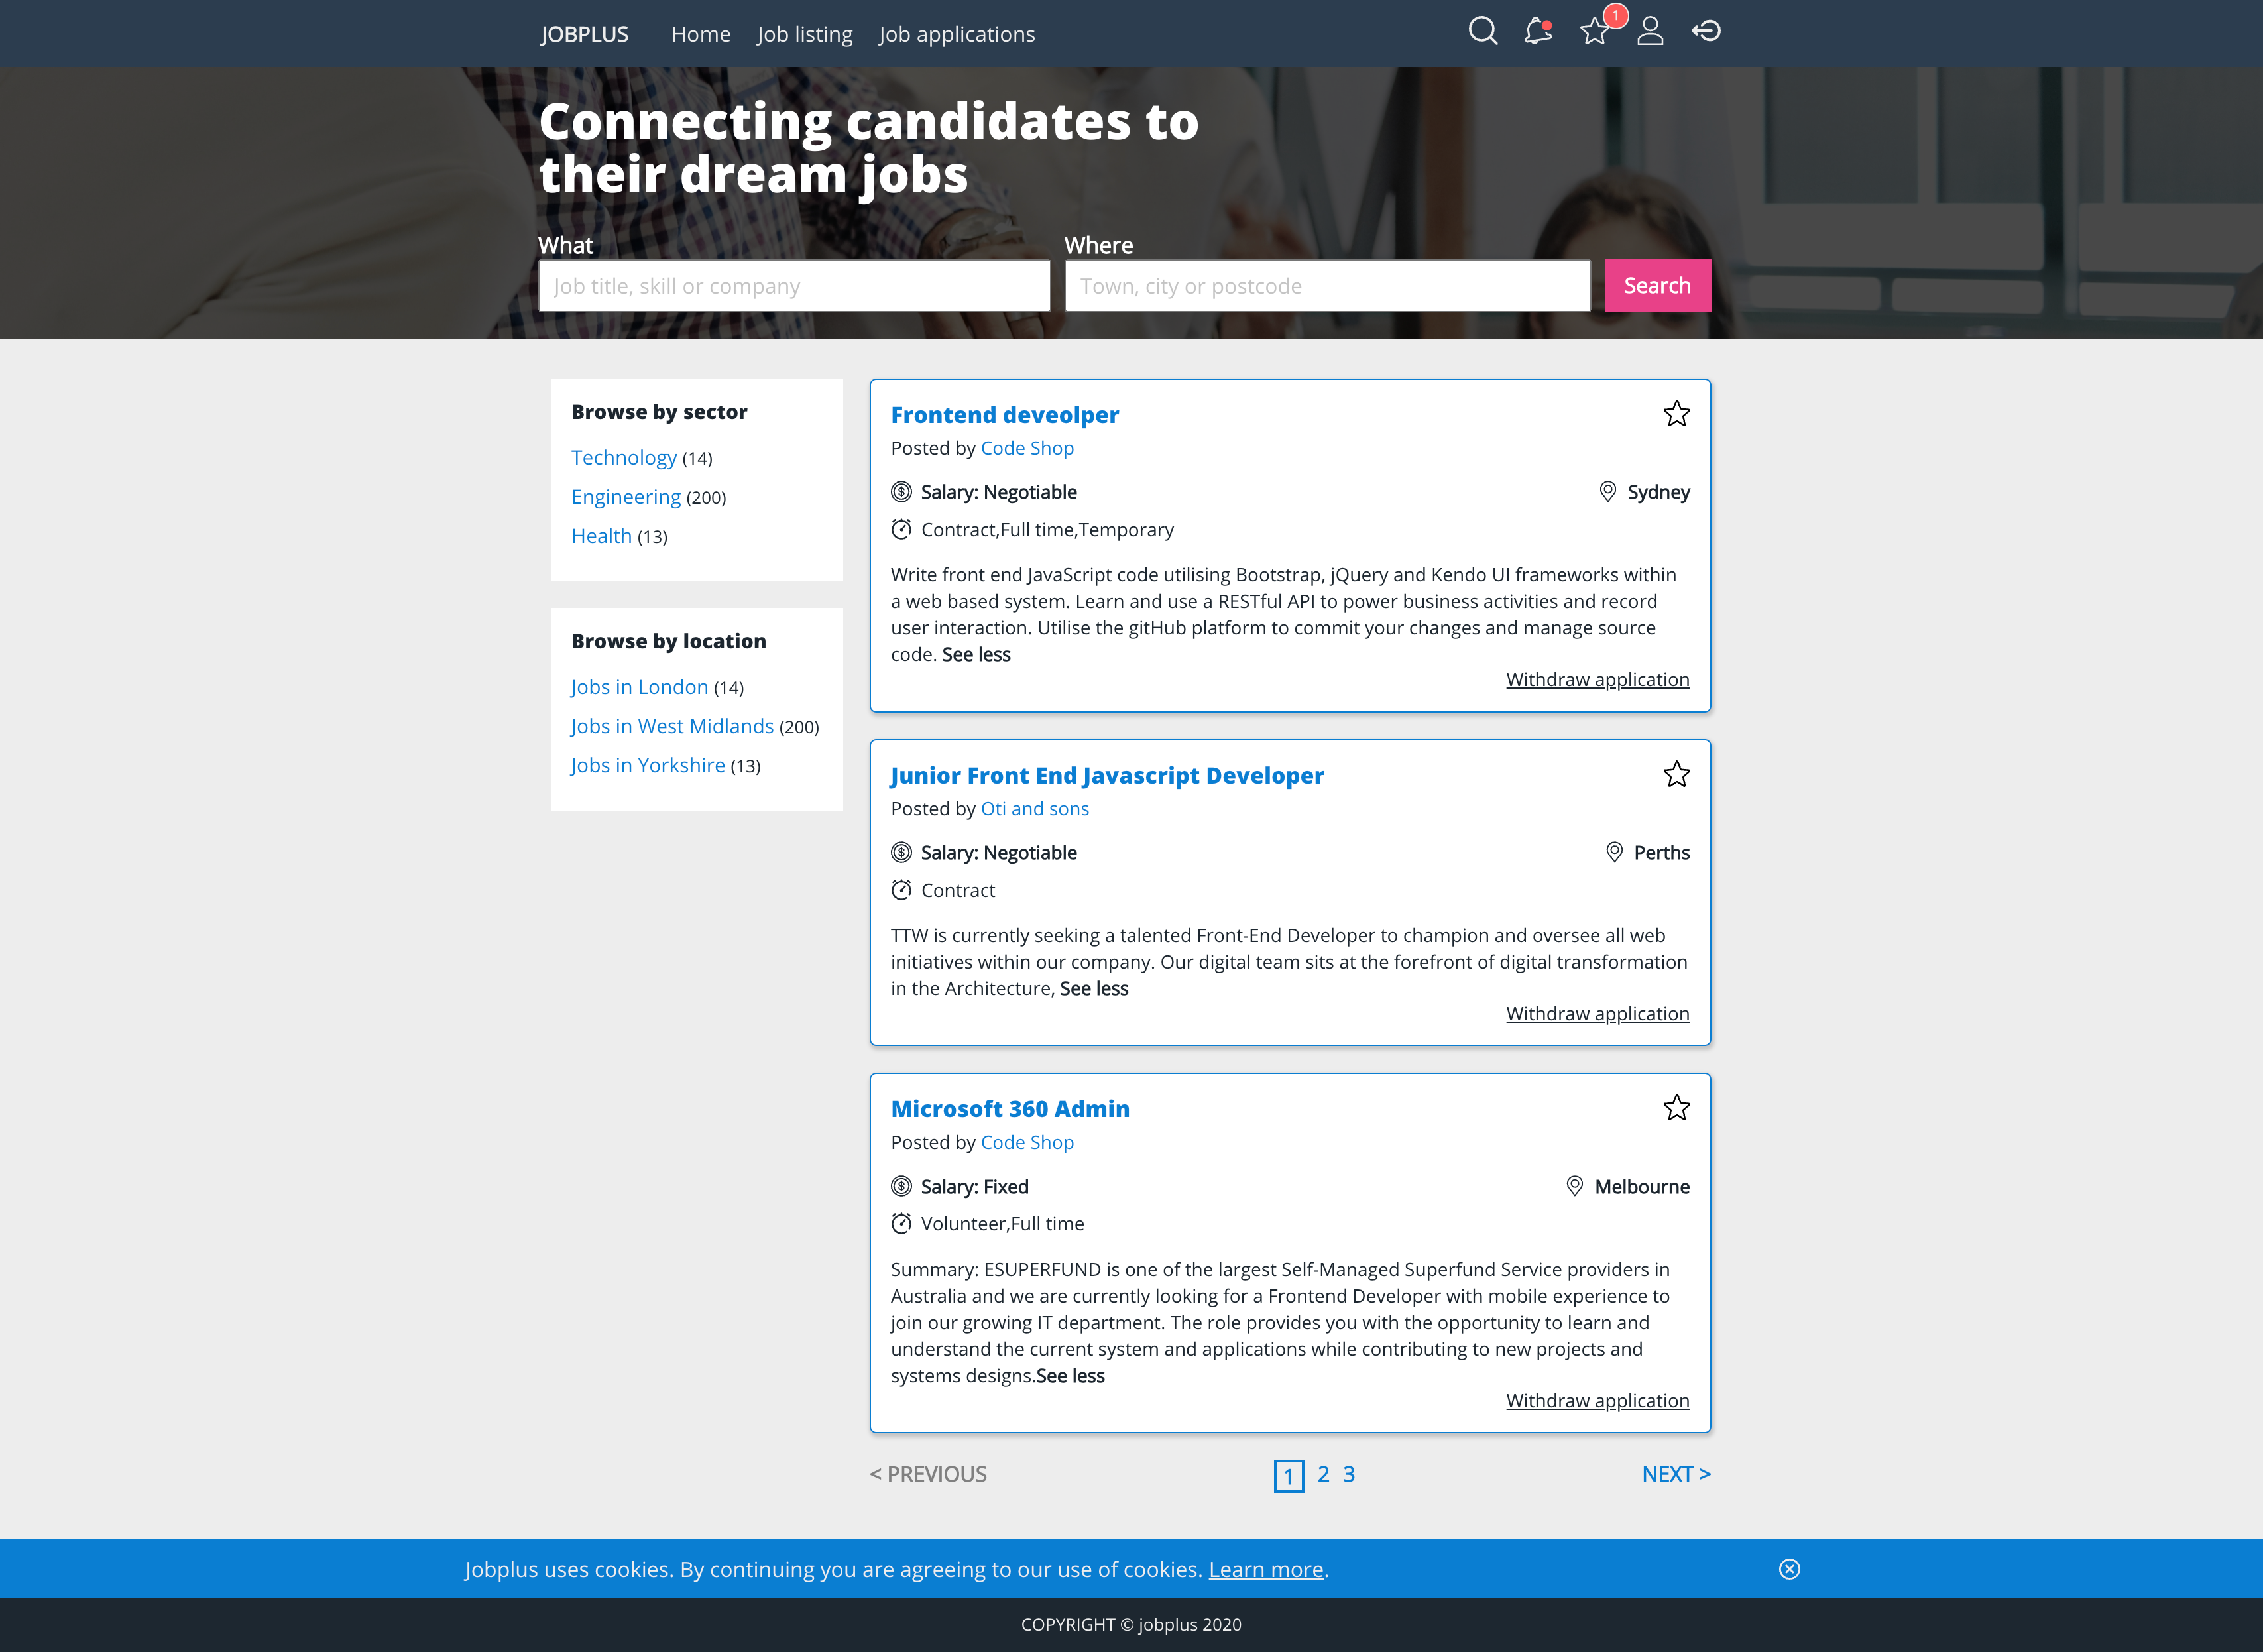 JOBPLUS Home Job listing Job applications 1
Connecting candidates to
their dream jobs
What Where
Job title, skill or company Town, city or postcode Search
Browse by sector
Technology (14)
Engineering (200)
Health (13)
Browse by location
Jobs in London (14)
Jobs in West Midlands (200)
Jobs in Yorkshire (13)
Frontend deveolper
Posted by Code Shop
Salary: Negotiable Sydney
Contract,Full time,Temporary
Write front end JavaScript code utilising Bootstrap, jQuery and Kendo UI frameworks within
a web based system. Learn and use a RESTful API to power business activities and record
user interaction. Utilise the gitHub platform to commit your changes and manage source
code. See less
Withdraw application
Junior Front End Javascript Developer
Posted by Oti and sons
Salary: Negotiable Perths
Contract
TTW is currently seeking a talented Front-End Developer to champion and oversee all web
initiatives within our company. Our digital team sits at the forefront of digital transformation
in the Architecture, See less
Withdraw application
Microsoft 360 Admin
Posted by Code Shop
Salary: Fixed Melbourne
Volunteer,Full time
Summary: ESUPERFUND is one of the largest Self-Managed Superfund Service providers in
Australia and we are currently looking for a Frontend Developer with mobile experience to
join our growing IT department. The role provides you with the opportunity to learn and
understand the current system and applications while contributing to new projects and
systems designs.See less
Withdraw application
< PREVIOUS 1 2 3 NEXT >
Jobplus uses cookies. By continuing you are agreeing to our use of cookies. Learn more.
COPYRIGHT © jobplus 2020